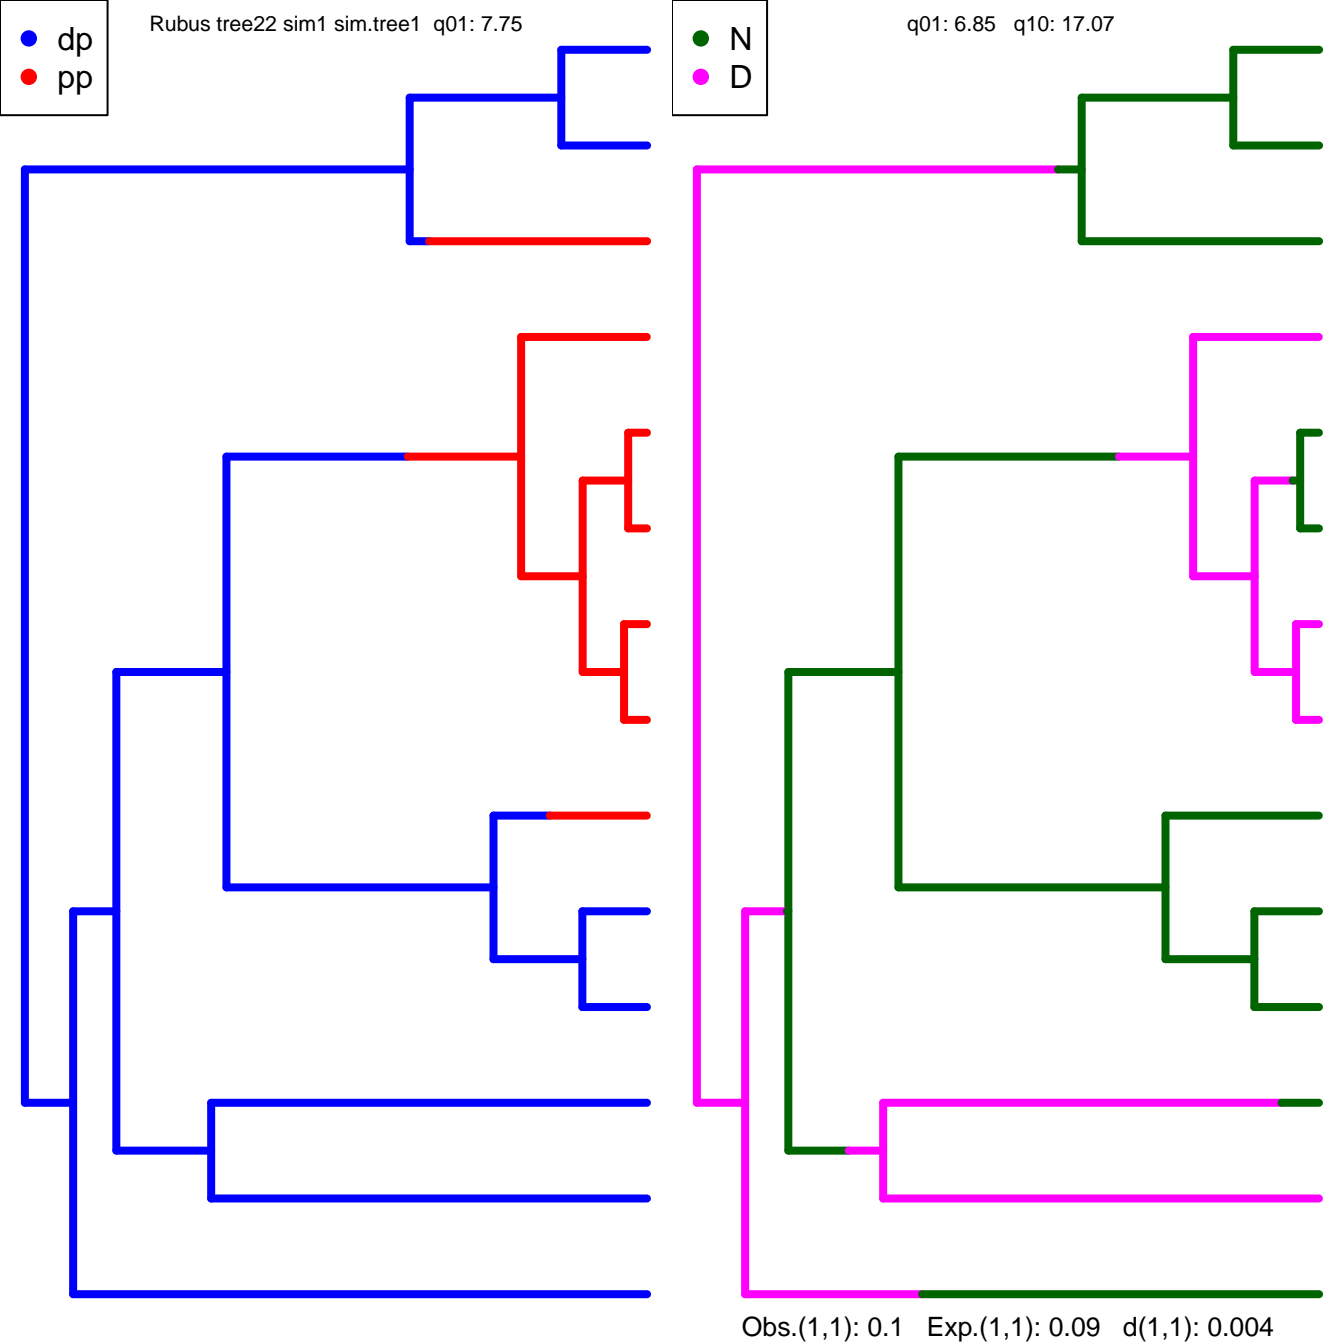 Rubus tree22 sim1 sim.tree1 q01: 7.75
dp
pp
q01: 6.85 q10: 17.07
N
D
Obs.(1,1): 0.1 Exp.(1,1): 0.09 d(1,1): 0.004